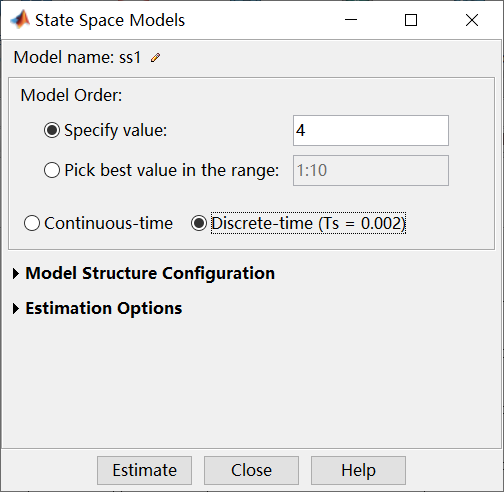 State Space Models
Model name: ss1
Model Order:
Specify value: 4
Pick best value in the range: 1:10
Continuous-time Discrete-time (Ts = 0.002)
Model Structure Configuration
Estimation Options
Estimate Close Help